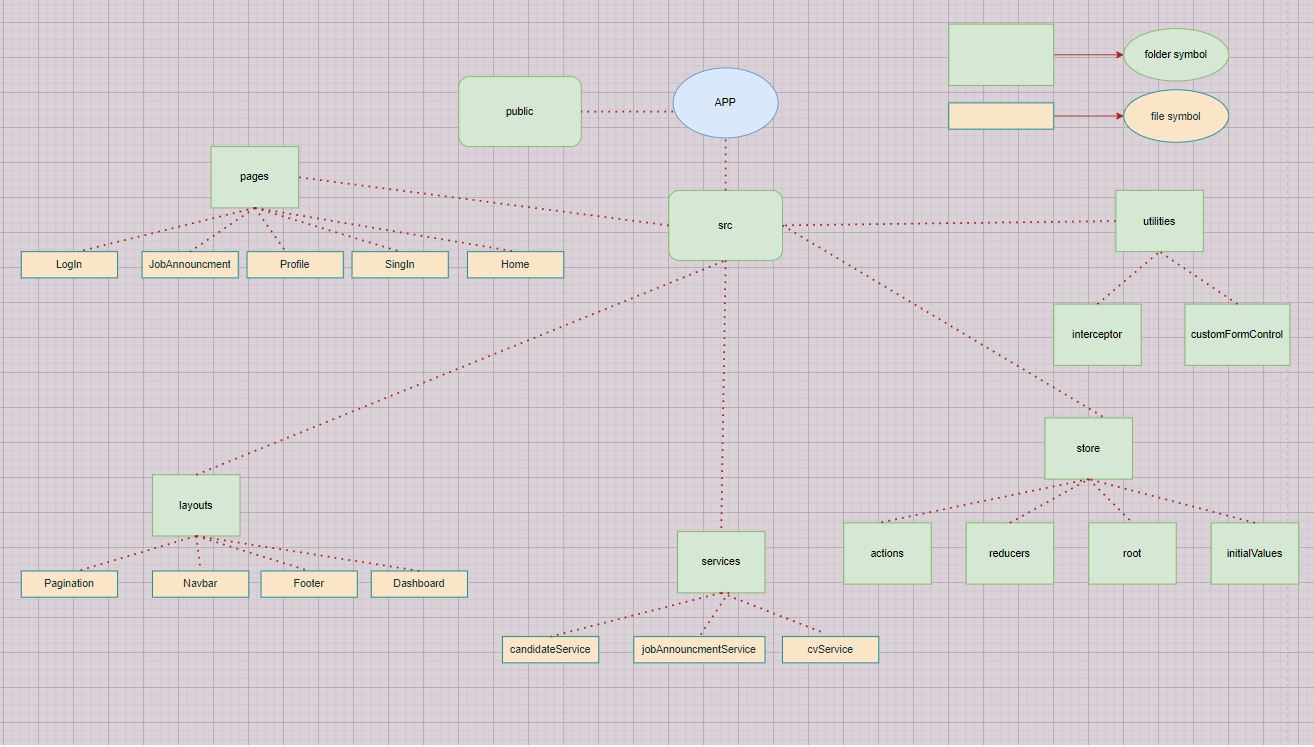 folder symbol
APP
public
file symbol
pages
src
utilities
LogIn
JobAnnouncment
Profile
SingIn
Home
interceptor
customFormControl
store
layouts
actions
reducers
root
initialValues
services
Pagination
Navbar
Footer
Dashboard
candidateService
jobAnnouncmentService
cvService